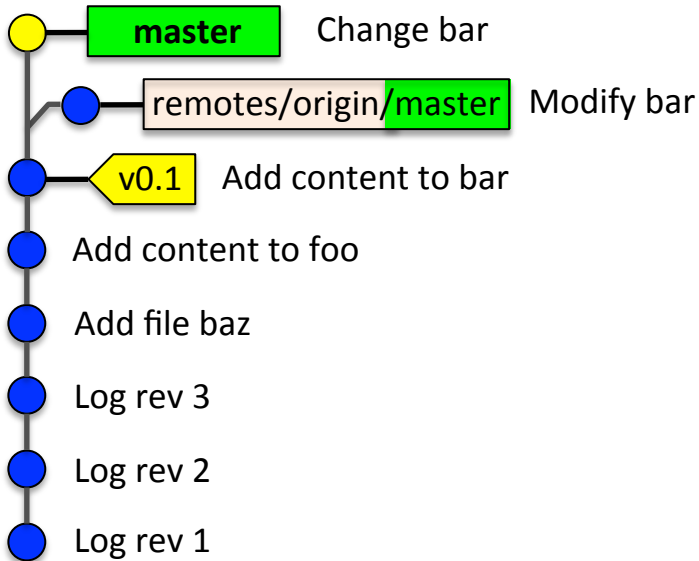 master Change bar
remotes/origin/master Modify bar
v0.1 Add content to bar
Add content to foo
Add file baz
Log rev 3
Log rev 2
Log rev 1